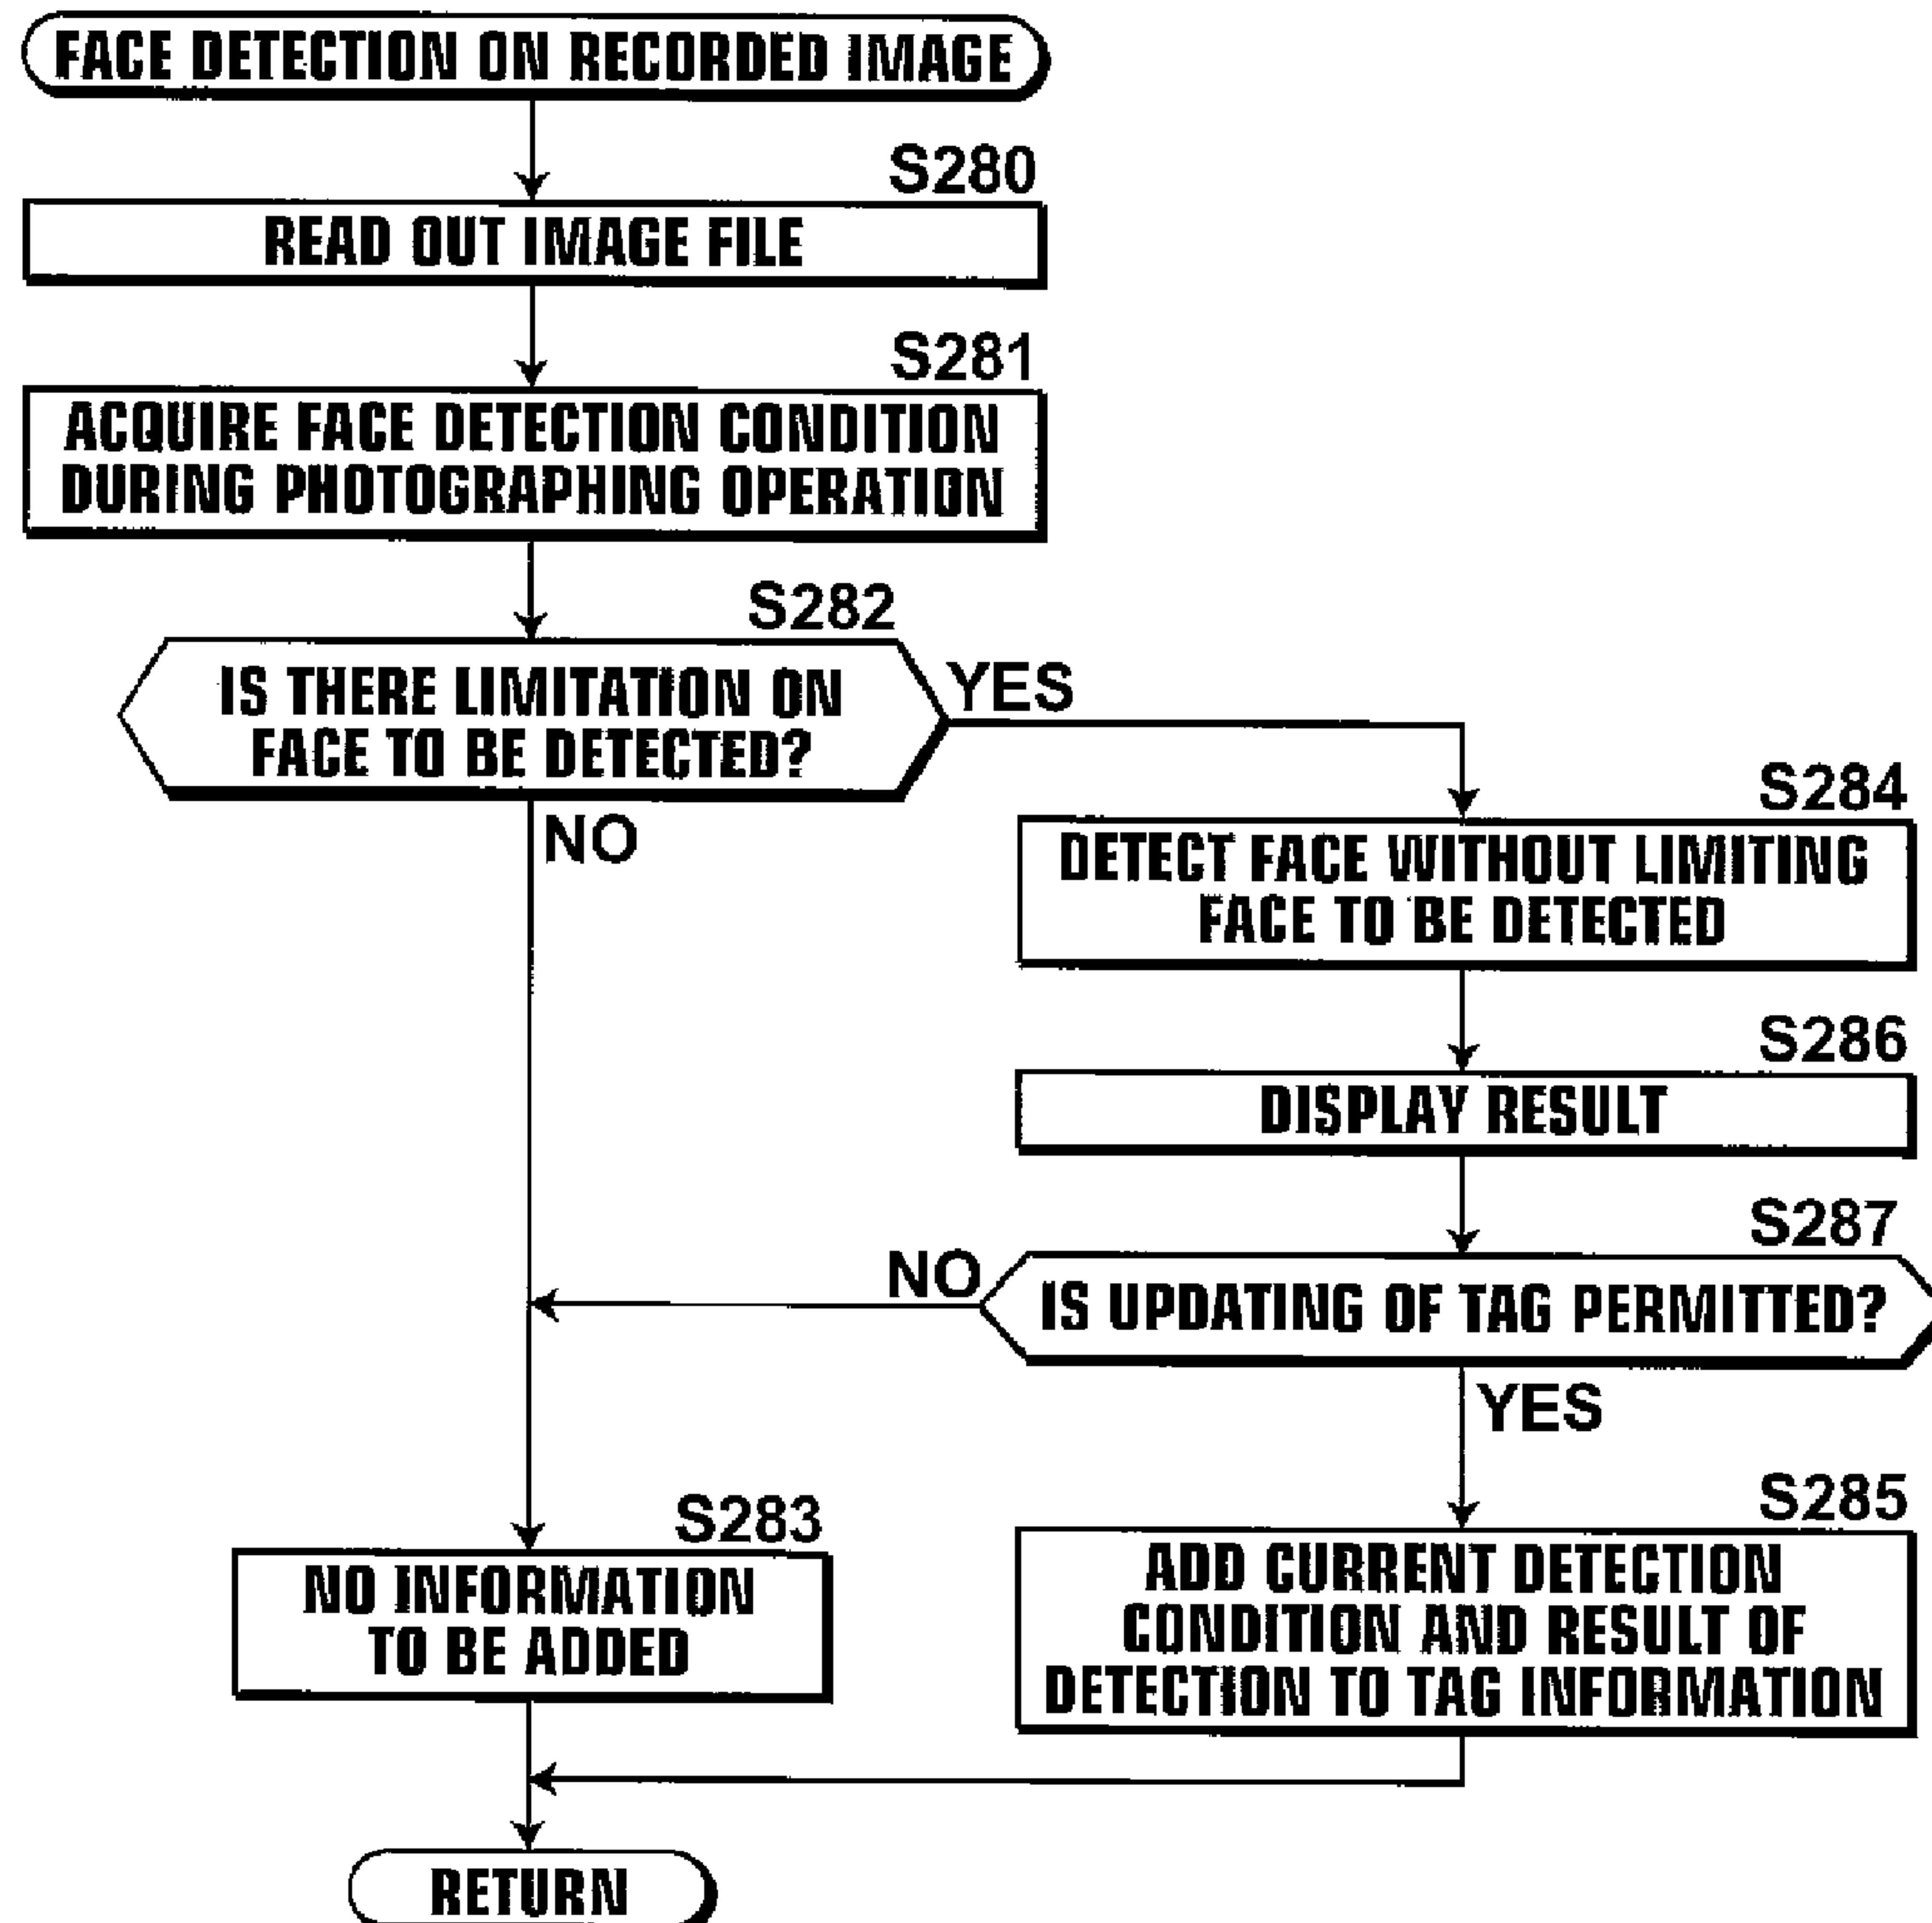 FACE DETECTION ON RECORDED IMAGE
S280
READ OUT IMAGE FILE
S281
ACQUIRE FACE DETECTION CONDITION
DURING PHOTOGRAPHING OPERATION
S282
IS THERE LIMITATION ON
FACE TO BE DETECTED?
YES
NO
S284
DETECT FACE WITHOUT LIMITING
FACE TO BE DETECTED
S286
DISPLAY RESULT
S287
IS UPDATING OF TAG PERMITTED?
NO
YES
S283
NO INFORMATION
TO BE ADDED
S285
ADD CURRENT DETECTION
CONDITION AND RESULT OF
DETECTION TO TAG INFORMATION
RETURN